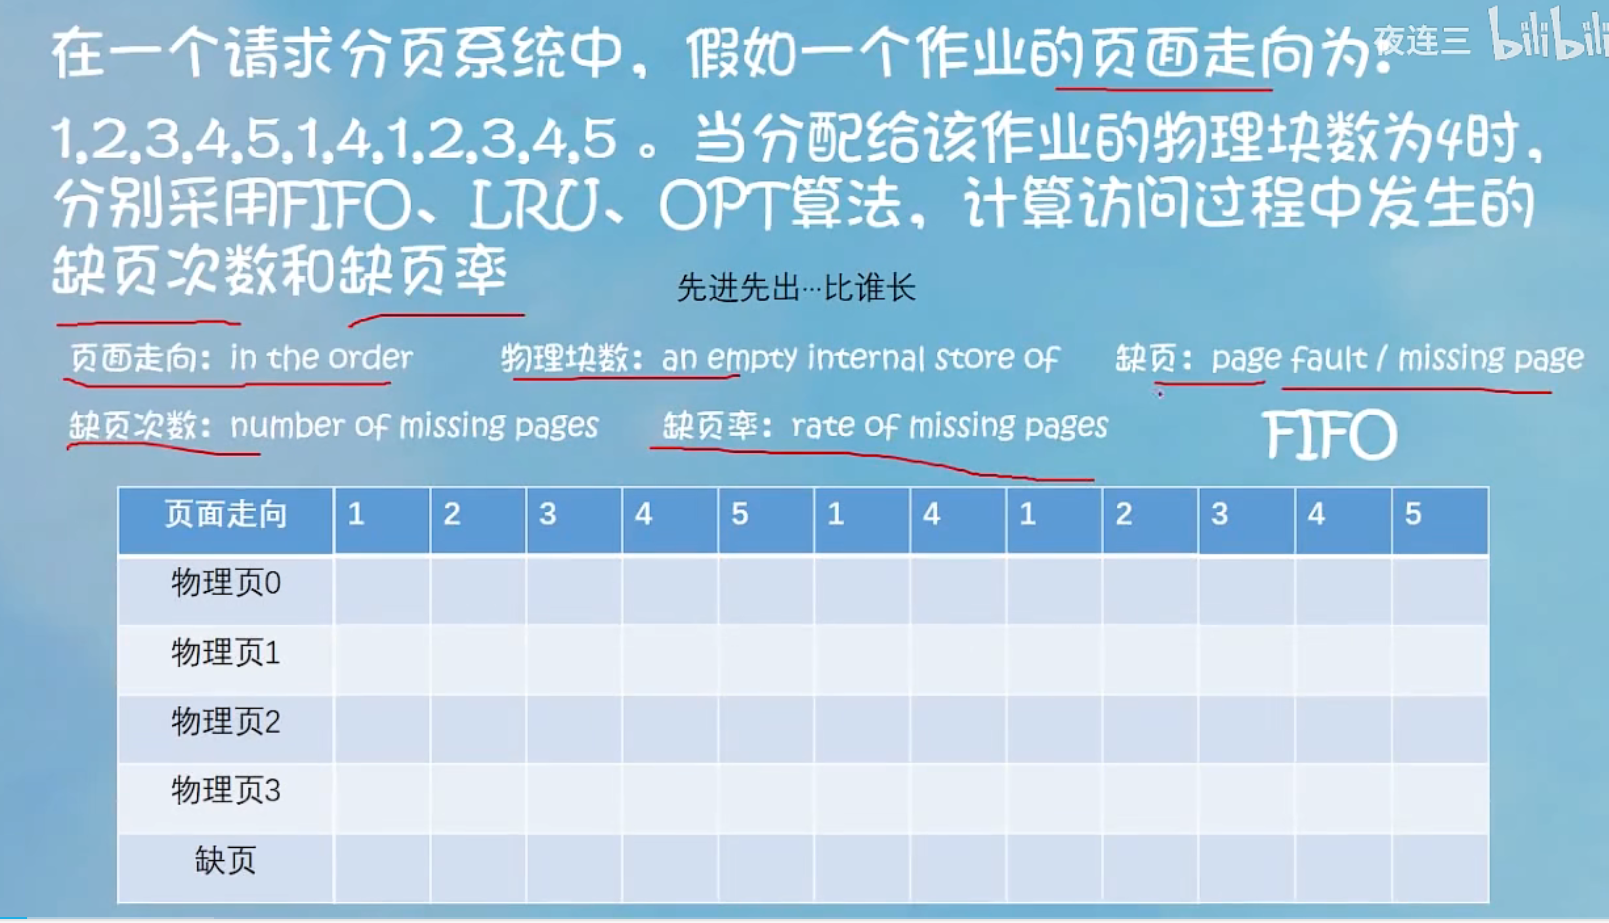 夜连三 bilibili
在一个请求分页系统中，假如一个作业的页面走向为：
1,2,3,4,5,1,4,1,2,3,4,5 。当分配给该作业的物理块数为4时，
分别采用FIFO、LRU、OPT算法，计算访问过程中发生的
缺页次数和缺页率
先进先出…比谁长
页面走向：in the order 物理块数：an empty internal store of 缺页：page fault / missing page
缺页次数：number of missing pages 缺页率：rate of missing pages FIFO
页面走向 1 2 3 4 5 1 4 1 2 3 4 5
物理页0
物理页1
物理页2
物理页3
缺页